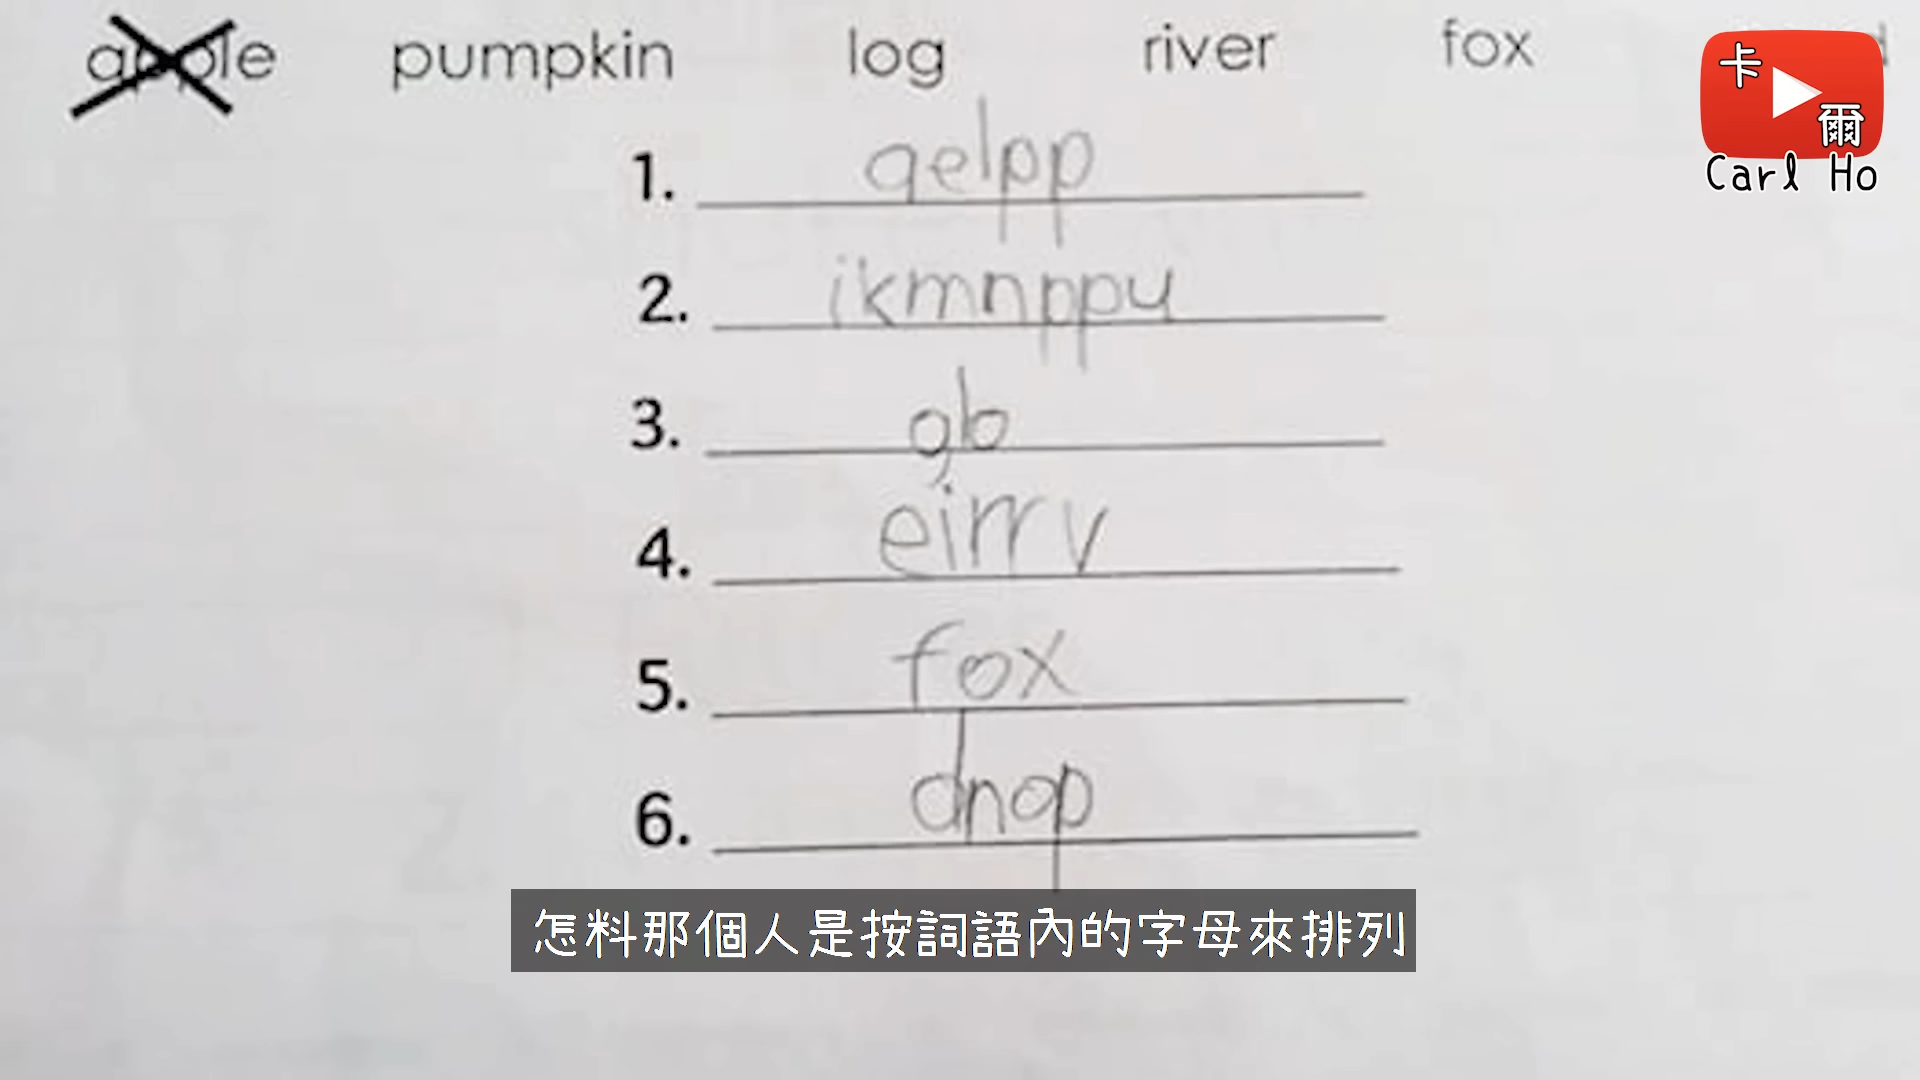 apple pumpkin log river fox
卡爾
Carl Ho
1. aelpp
2. ikmnppu
3. glo
4. eirrv
5. fox
6. dnop
怎料那個人是按詞語內的字母來排列